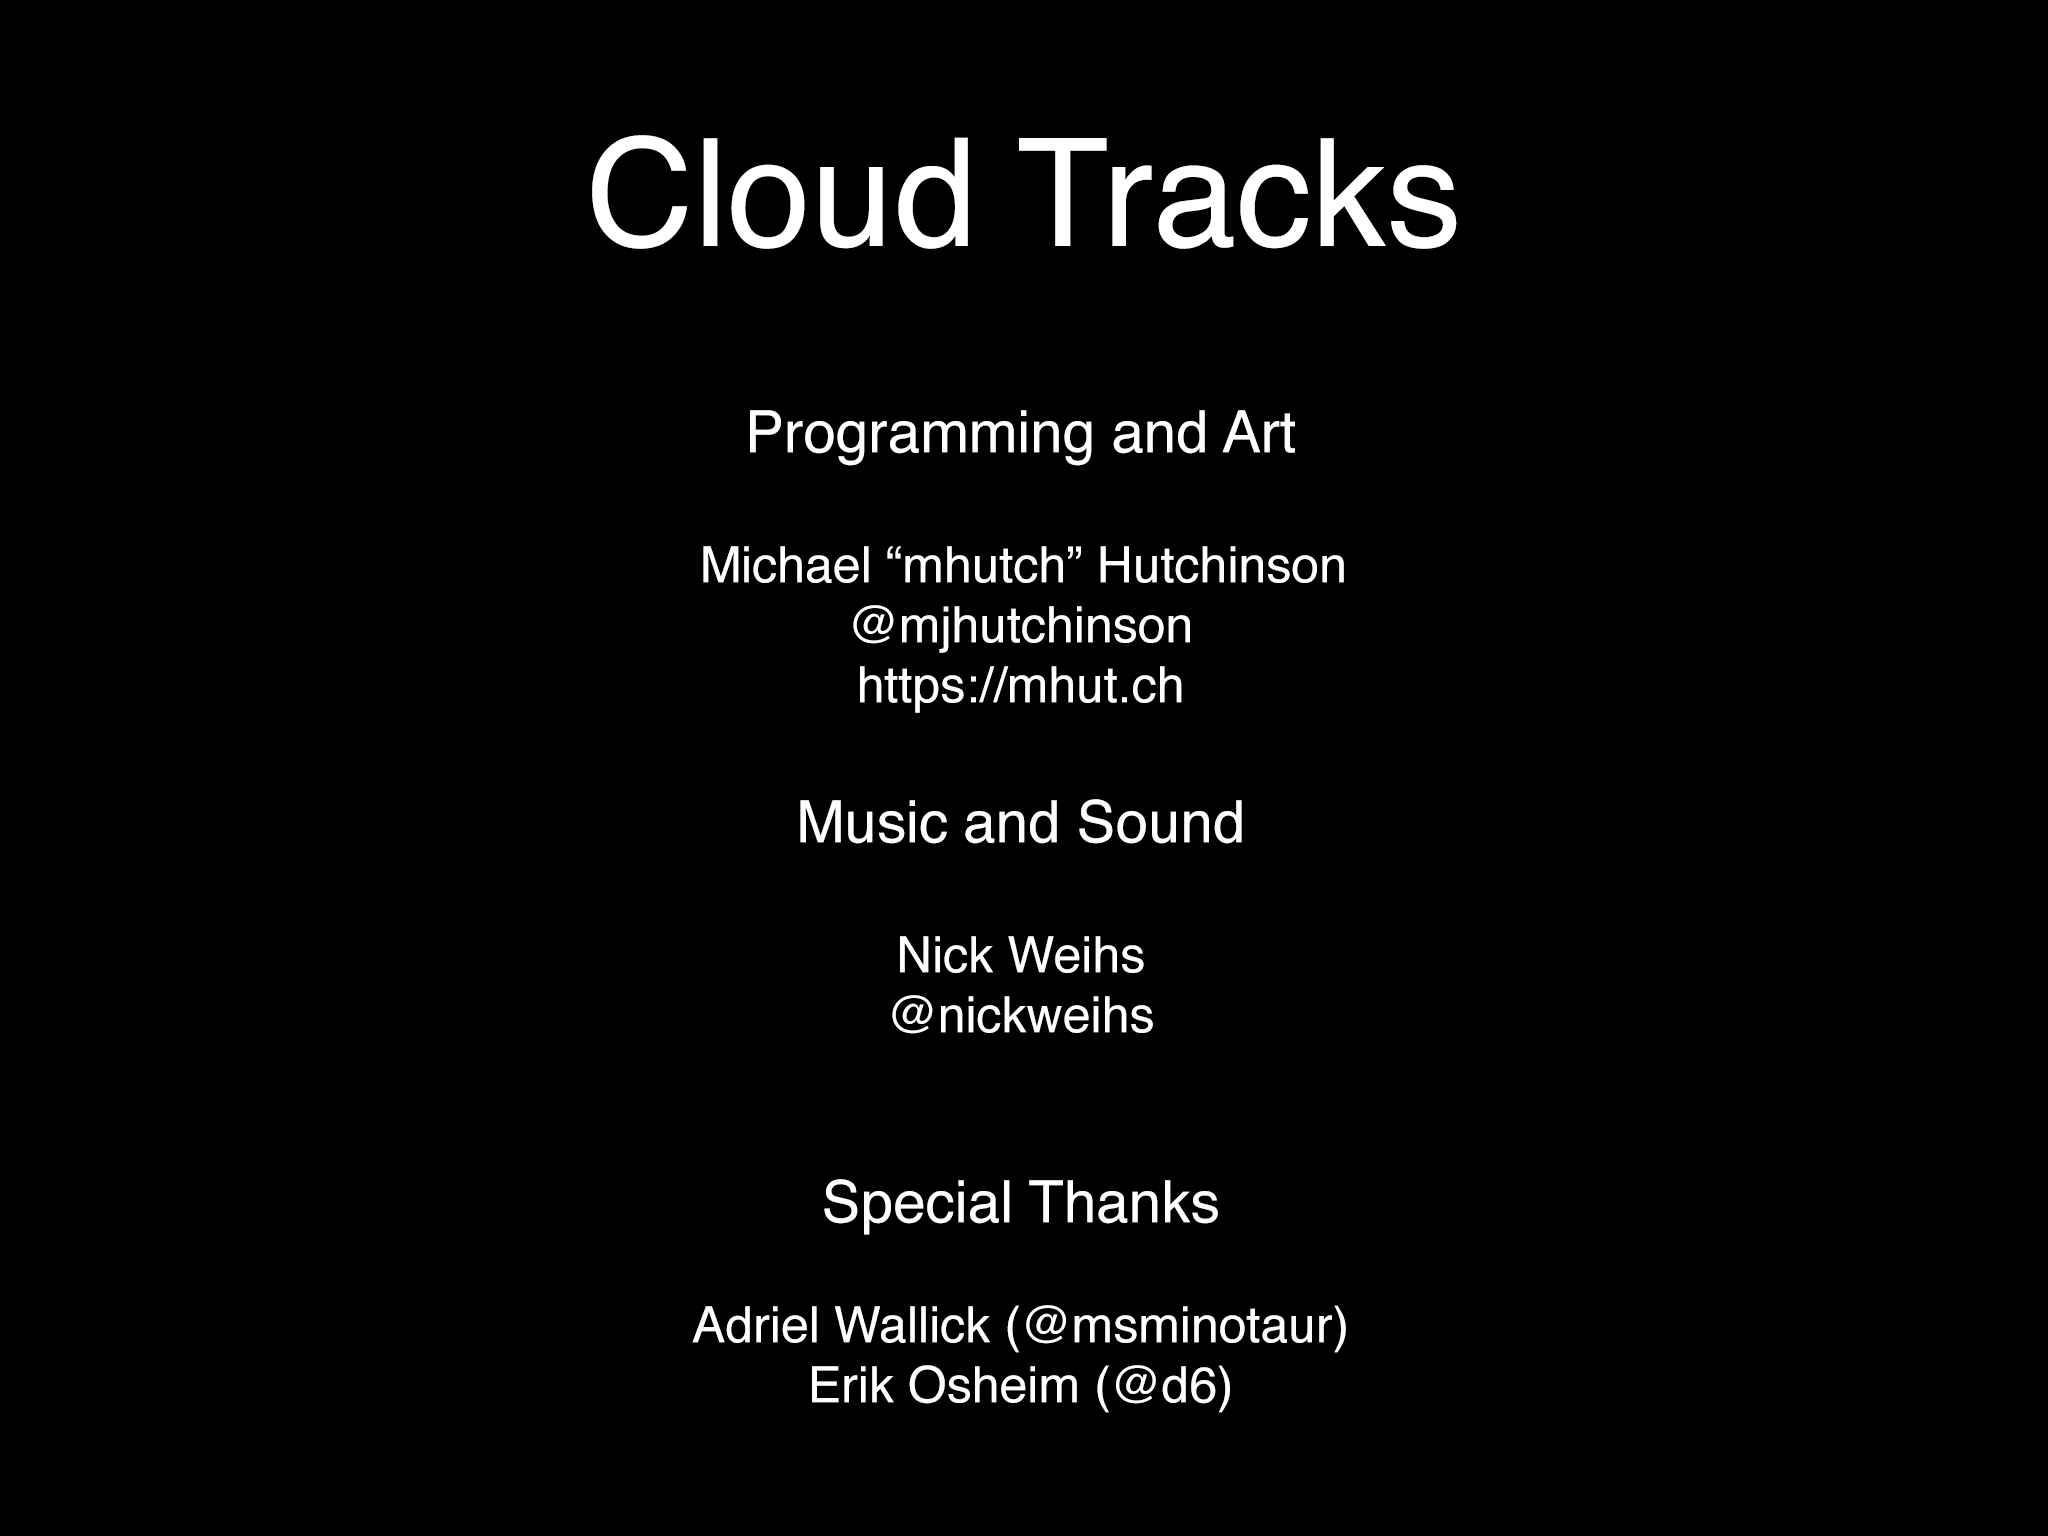 Cloud Tracks
Programming and Art
Michael “mhutch” Hutchinson
@mjhutchinson
https://mhut.ch
Music and Sound
Nick Weihs
@nickweihs
Special Thanks
Adriel Wallick (@msminotaur)
Erik Osheim (@d6)